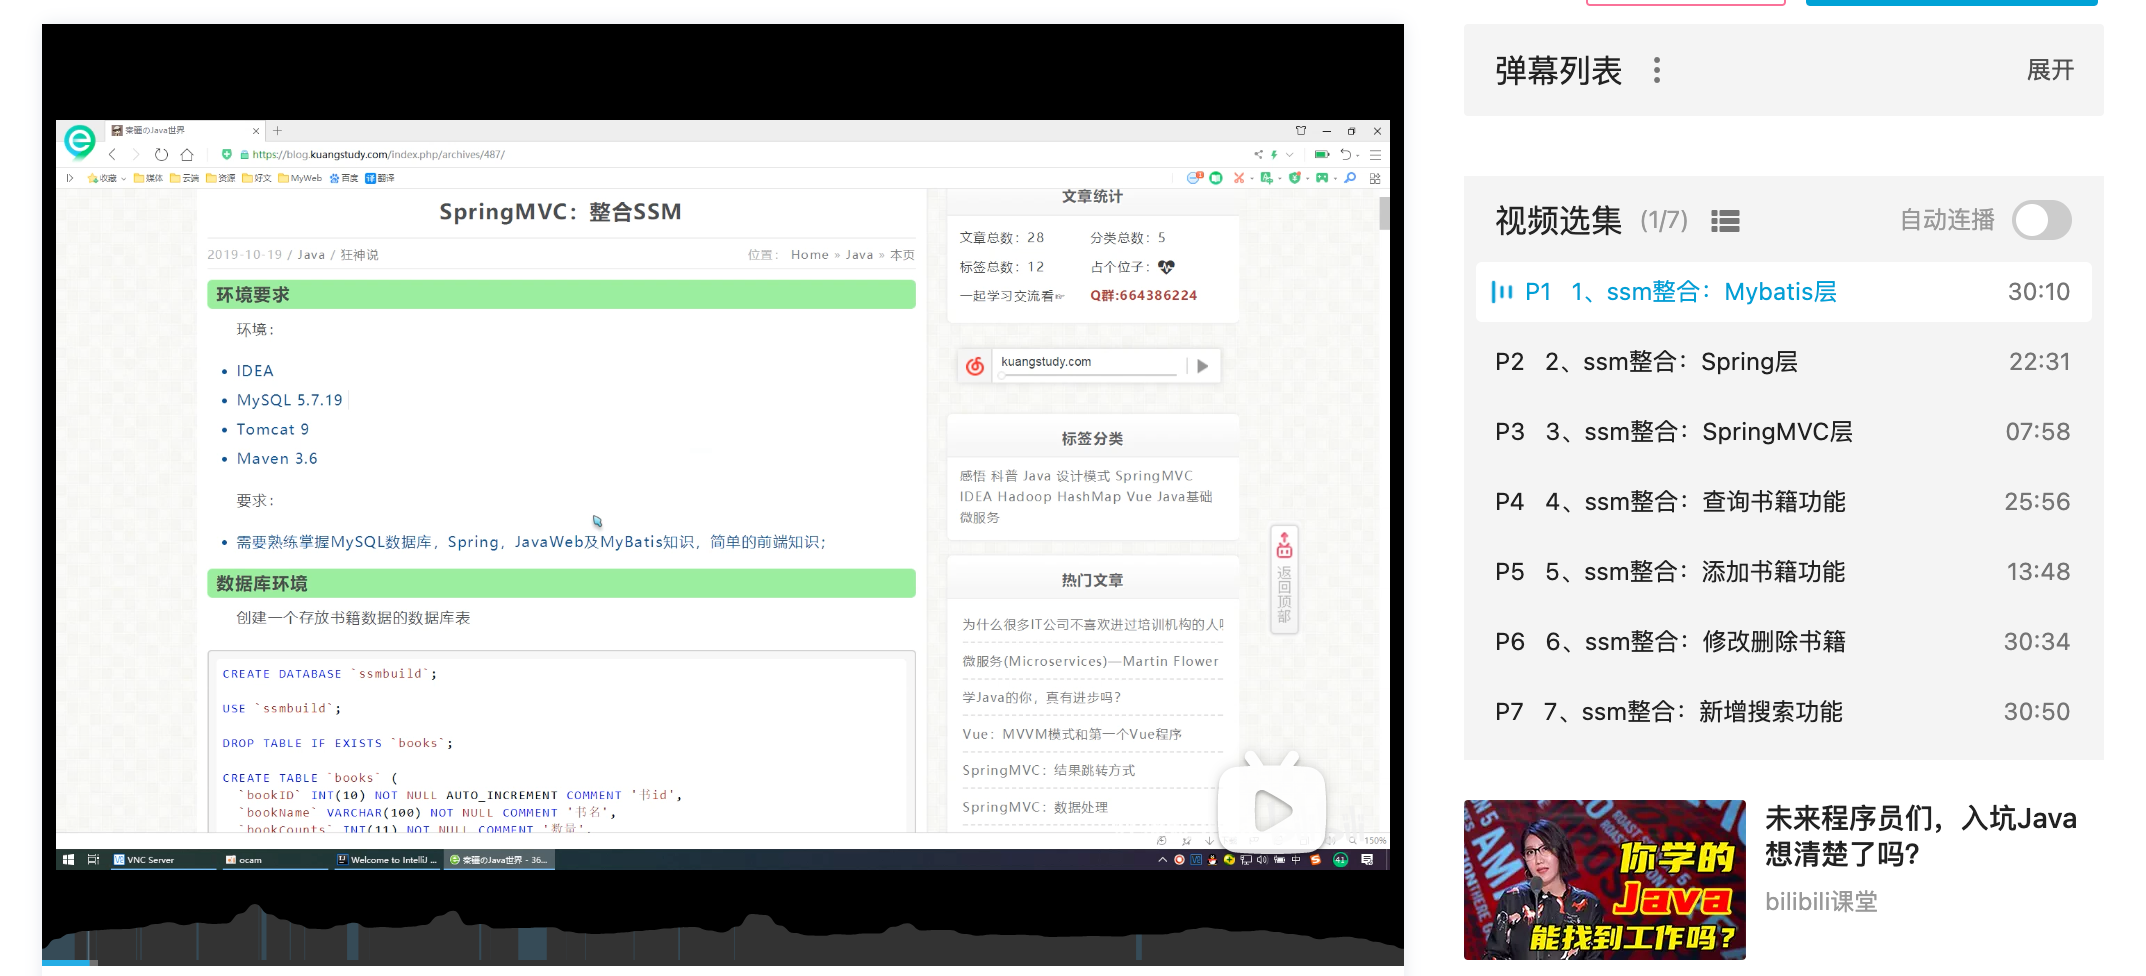 秦疆のJava世界
https://blog.kuangstudy.com/index.php/archives/487/
收藏 媒体 云端 资源 好文 MyWeb 百度 翻译
SpringMVC：整合SSM
2019-10-19 / Java / 狂神说
位置： Home » Java » 本页
环境要求
环境：
IDEA
MySQL 5.7.19
Tomcat 9
Maven 3.6
要求：
需要熟练掌握MySQL数据库，Spring，JavaWeb及MyBatis知识，简单的前端知识；
数据库环境
创建一个存放书籍数据的数据库表
CREATE DATABASE `ssmbuild`;
USE `ssmbuild`;
DROP TABLE IF EXISTS `books`;
CREATE TABLE `books` (
`bookID` INT(10) NOT NULL AUTO_INCREMENT COMMENT '书id',
`bookName` VARCHAR(100) NOT NULL COMMENT '书名',
`bookCounts` INT(11) NOT NULL COMMENT '数量',
文章统计
文章总数：28 分类总数：5
标签总数：12 占个位子：
一起学习交流看☞ Q群:664386224
kuangstudy.com
标签分类
感悟 科普 Java 设计模式 SpringMVC
IDEA Hadoop HashMap Vue Java基础
微服务
热门文章
为什么很多IT公司不喜欢进过培训机构的人
微服务(Microservices)—Martin Flower
学Java的你，真有进步吗？
Vue：MVVM模式和第一个Vue程序
SpringMVC：结果跳转方式
SpringMVC：数据处理
返回顶部
150%
VNC Server ocam Welcome to IntelliJ ... 秦疆のJava世界 - 36...
中 41
弹幕列表 展开
视频选集 (1/7) 自动连播
P1 1、ssm整合：Mybatis层 30:10
P2 2、ssm整合：Spring层 22:31
P3 3、ssm整合：SpringMVC层 07:58
P4 4、ssm整合：查询书籍功能 25:56
P5 5、ssm整合：添加书籍功能 13:48
P6 6、ssm整合：修改删除书籍 30:34
P7 7、ssm整合：新增搜索功能 30:50
你学的
Java
能找到工作吗?
未来程序员们，入坑Java
想清楚了吗?
bilibili课堂